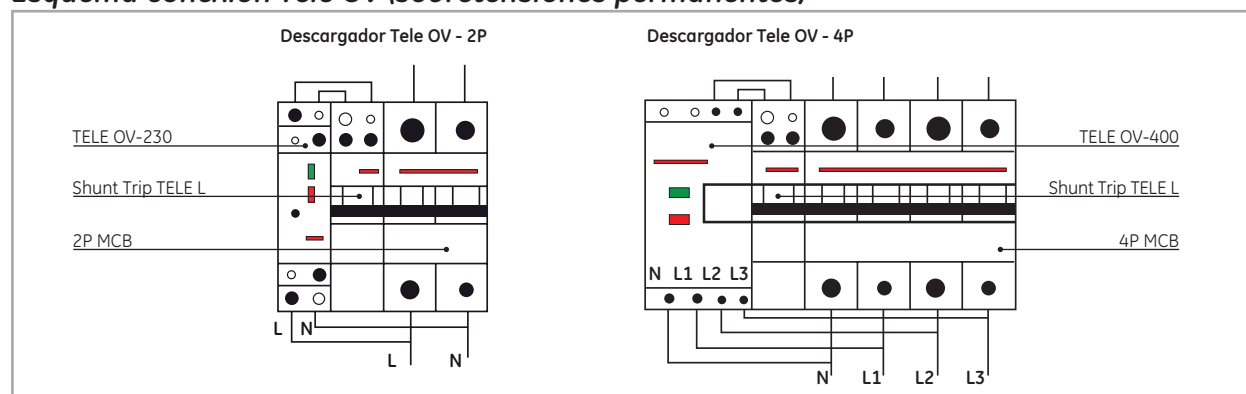 Esquema conexión Tele OV (sobretensiones permanentes)
Descargador Tele OV - 2P
TELE OV-230
Shunt Trip TELE L
2P MCB
L N
L N
Descargador Tele OV - 4P
TELE OV-400
Shunt Trip TELE L
4P MCB
N L1 L2 L3
N L1 L2 L3